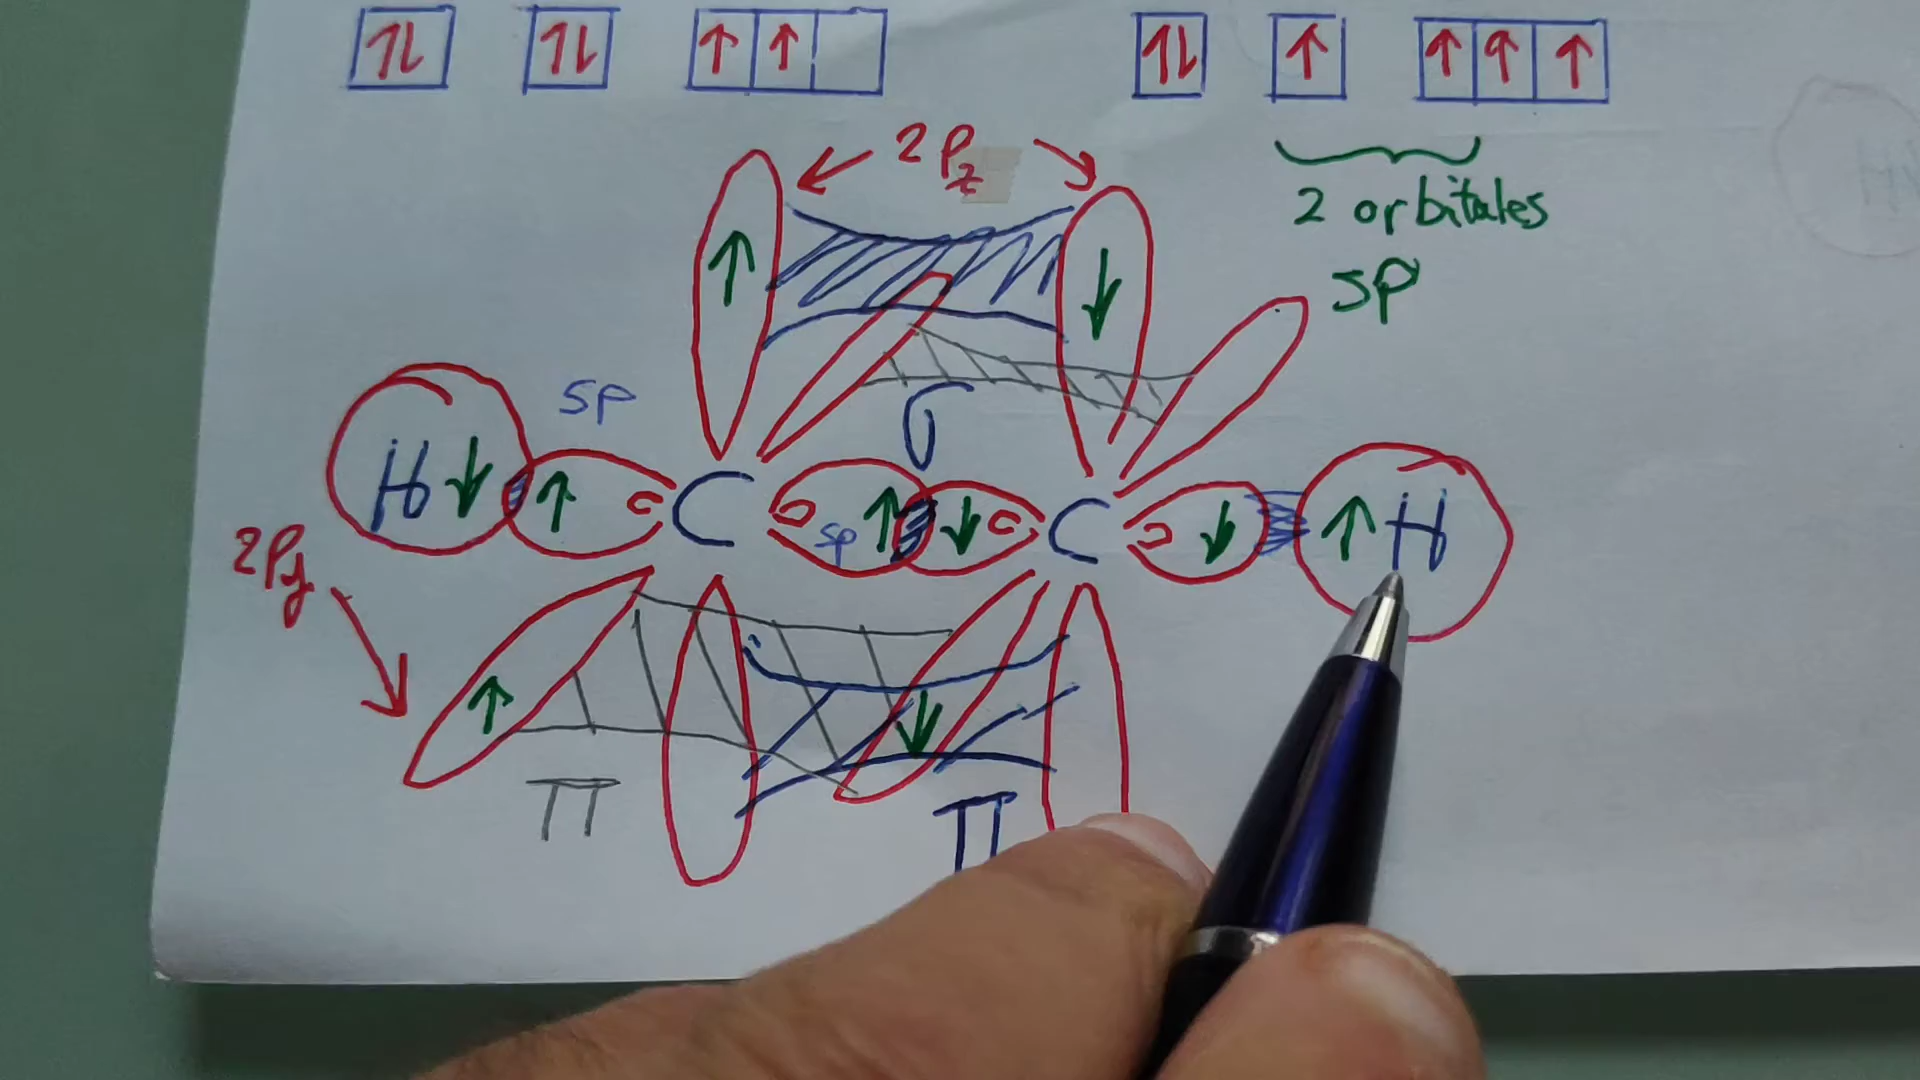 ↑↓ ↑↓ ↑ ↑ ↑↓ ↑ ↑ ↑ ↑
2Pz
2 orbitales
sp
↑ ↓
sp
σ
H ↓ ↑ C sp ↑ ↓ C ↓ ↑ H
2Py
↑ ↓
π π